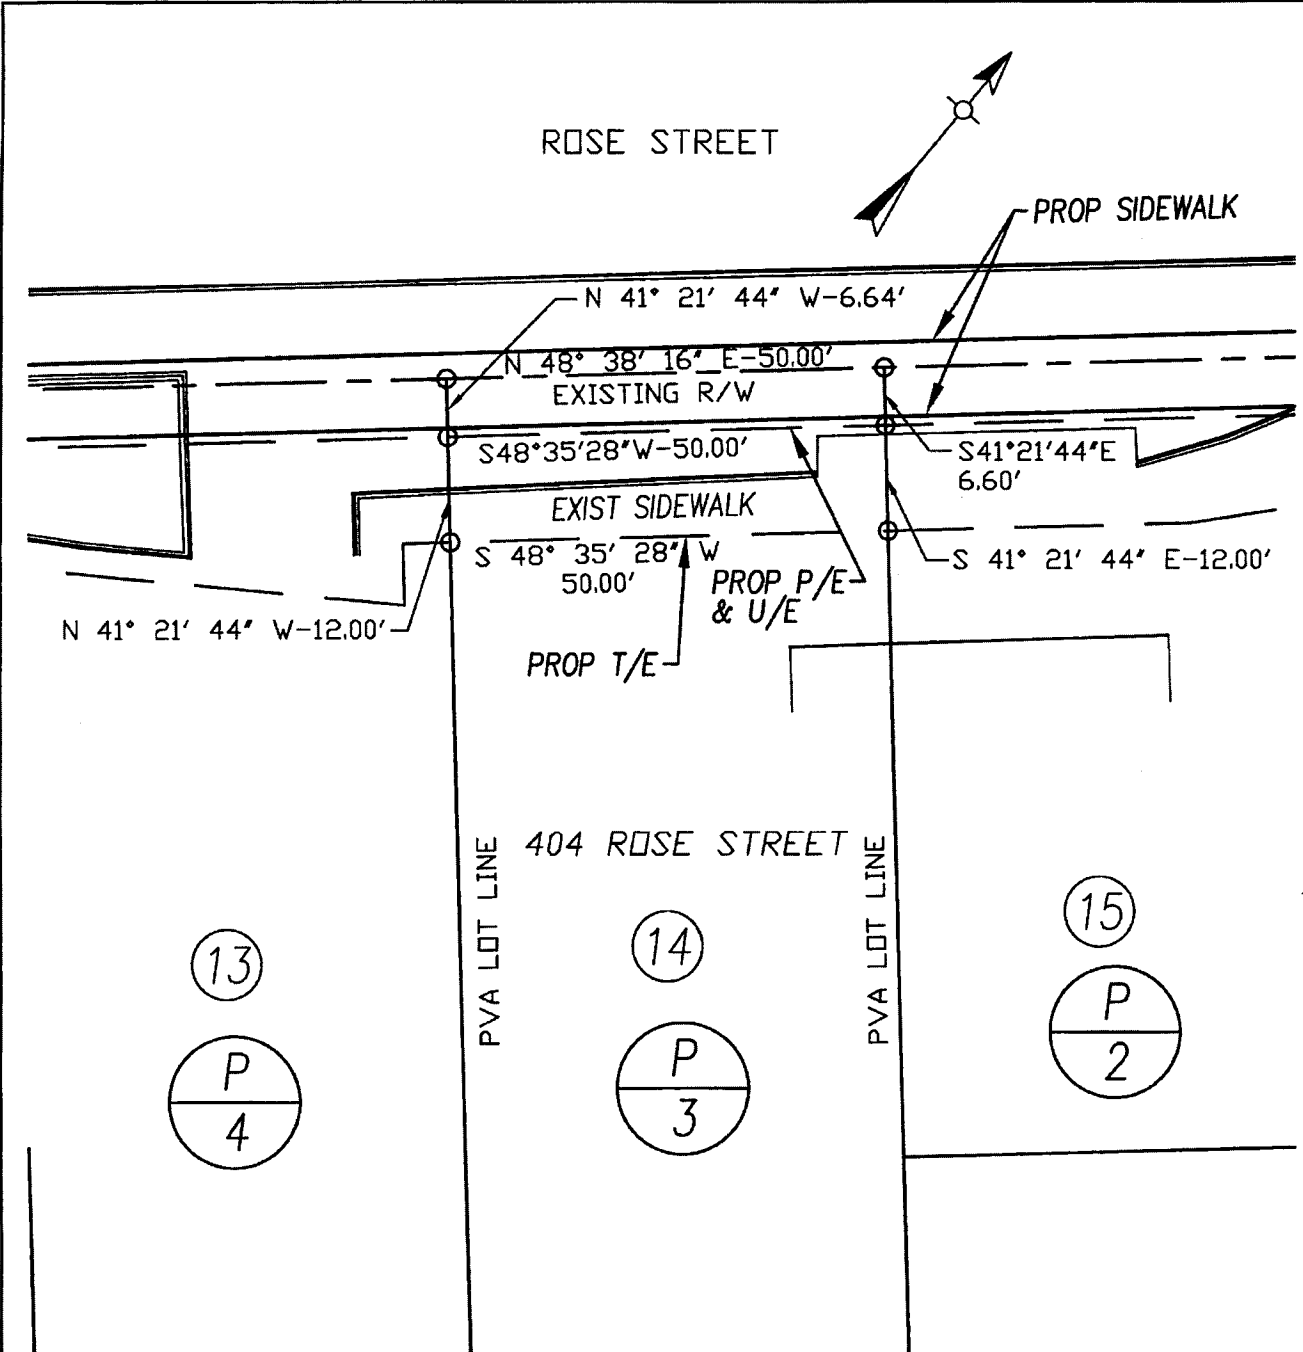 ROSE STREET
PROP SIDEWALK
N 41° 21' 44" W-6.64'
N 48° 38' 16" E-50.00'
EXISTING R/W
S48°35'28"W-50.00'
S41°21'44"E
6.60'
EXIST SIDEWALK
S 48° 35' 28" W
50.00'
S 41° 21' 44" E-12.00'
PROP P/E
& U/E
N 41° 21' 44" W-12.00'
PROP T/E
404 ROSE STREET
PVA LOT LINE
PVA LOT LINE
13
14
15
P
4
P
3
P
2